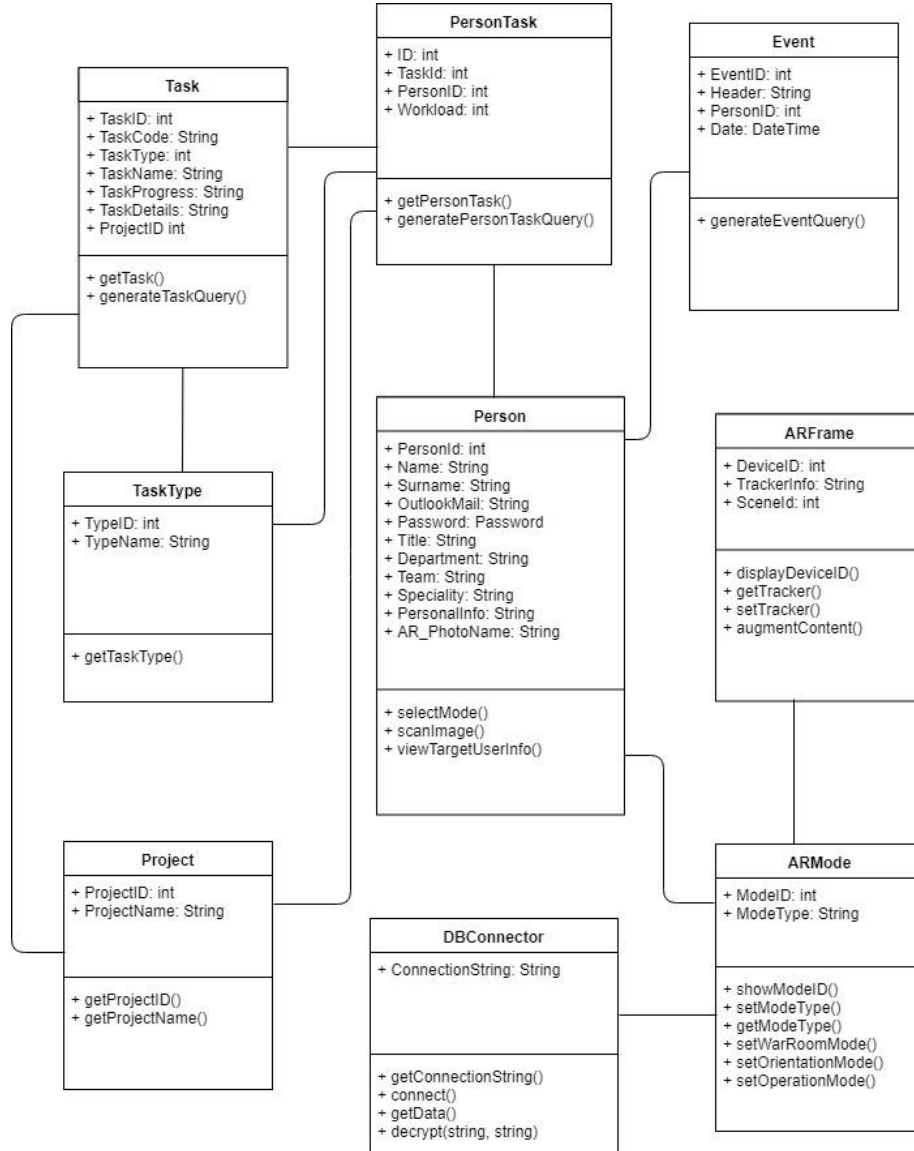 PersonTask
+ ID: int
+ TaskId: int
+ PersonID: int
+ Workload: int
+ getPersonTask()
+ generatePersonTaskQuery()
Event
+ EventID: int
+ Header: String
+ PersonID: int
+ Date: DateTime
+ generateEventQuery()
Task
+ TaskID: int
+ TaskCode: String
+ TaskType: int
+ TaskName: String
+ TaskProgress: String
+ TaskDetails: String
+ ProjectID int
+ getTask()
+ generateTaskQuery()
Person
+ PersonId: int
+ Name: String
+ Surname: String
+ OutlookMail: String
+ Password: Password
+ Title: String
+ Department: String
+ Team: String
+ Speciality: String
+ PersonalInfo: String
+ AR_PhotoName: String
+ selectMode()
+ scanImage()
+ viewTargetUserInfo()
ARFrame
+ DeviceID: int
+ TrackerInfo: String
+ SceneId: int
+ displayDeviceID()
+ getTracker()
+ setTracker()
+ augmentContent()
TaskType
+ TypeID: int
+ TypeName: String
+ getTaskType()
Project
+ ProjectID: int
+ ProjectName: String
+ getProjectID()
+ getProjectName()
ARMode
+ ModeID: int
+ ModeType: String
+ showModeID()
+ setModeType()
+ getModeType()
+ setWarRoomMode()
+ setOrientationMode()
+ setOperationMode()
DBConnector
+ ConnectionString: String
+ getConnectionString()
+ connect()
+ getData()
+ decrypt(string, string)